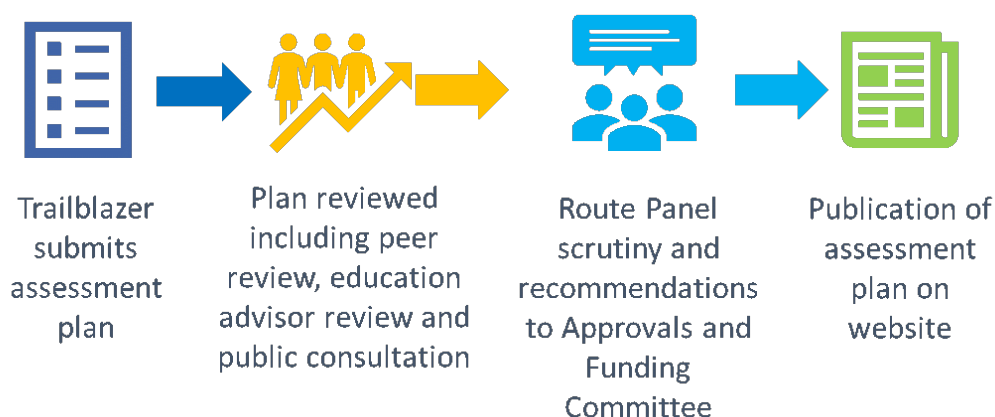 Trailblazer
submits
assessment
plan
Plan reviewed
including peer
review, education
advisor review and
public consultation
Route Panel
scrutiny and
recommendations
to Approvals and
Funding
Committee
Publication of
assessment
plan on
website